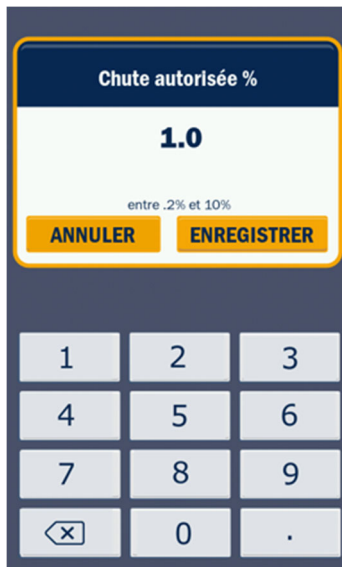 Chute autorisée %
1.0
entre .2% et 10%
ANNULER ENREGISTRER
1 2 3
4 5 6
7 8 9
0 .